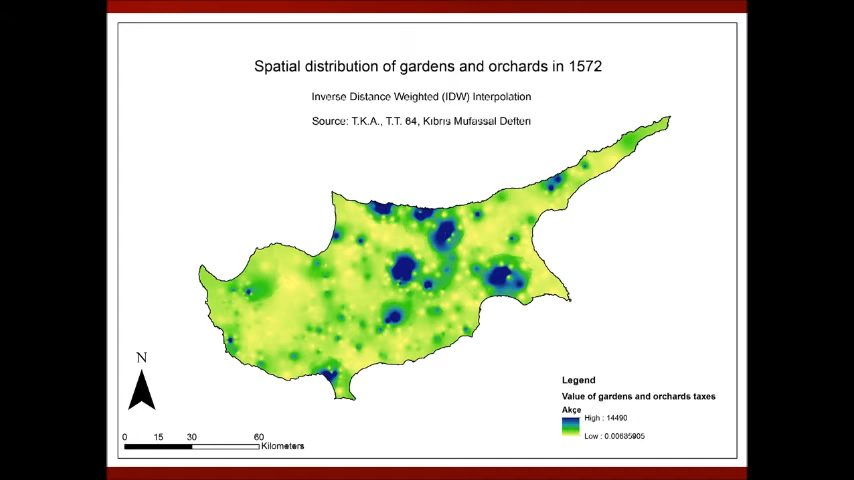 Spatial distribution of gardens and orchards in 1572
Inverse Distance Weighted (IDW) Interpolation
Source: T.K.A., T.T. 64, Kıbrıs Mufassal Defteri
N
Legend
Value of gardens and orchards taxes
Akçe
High : 14490
Low : 0.00685905
0 15 30 60
Kilometers